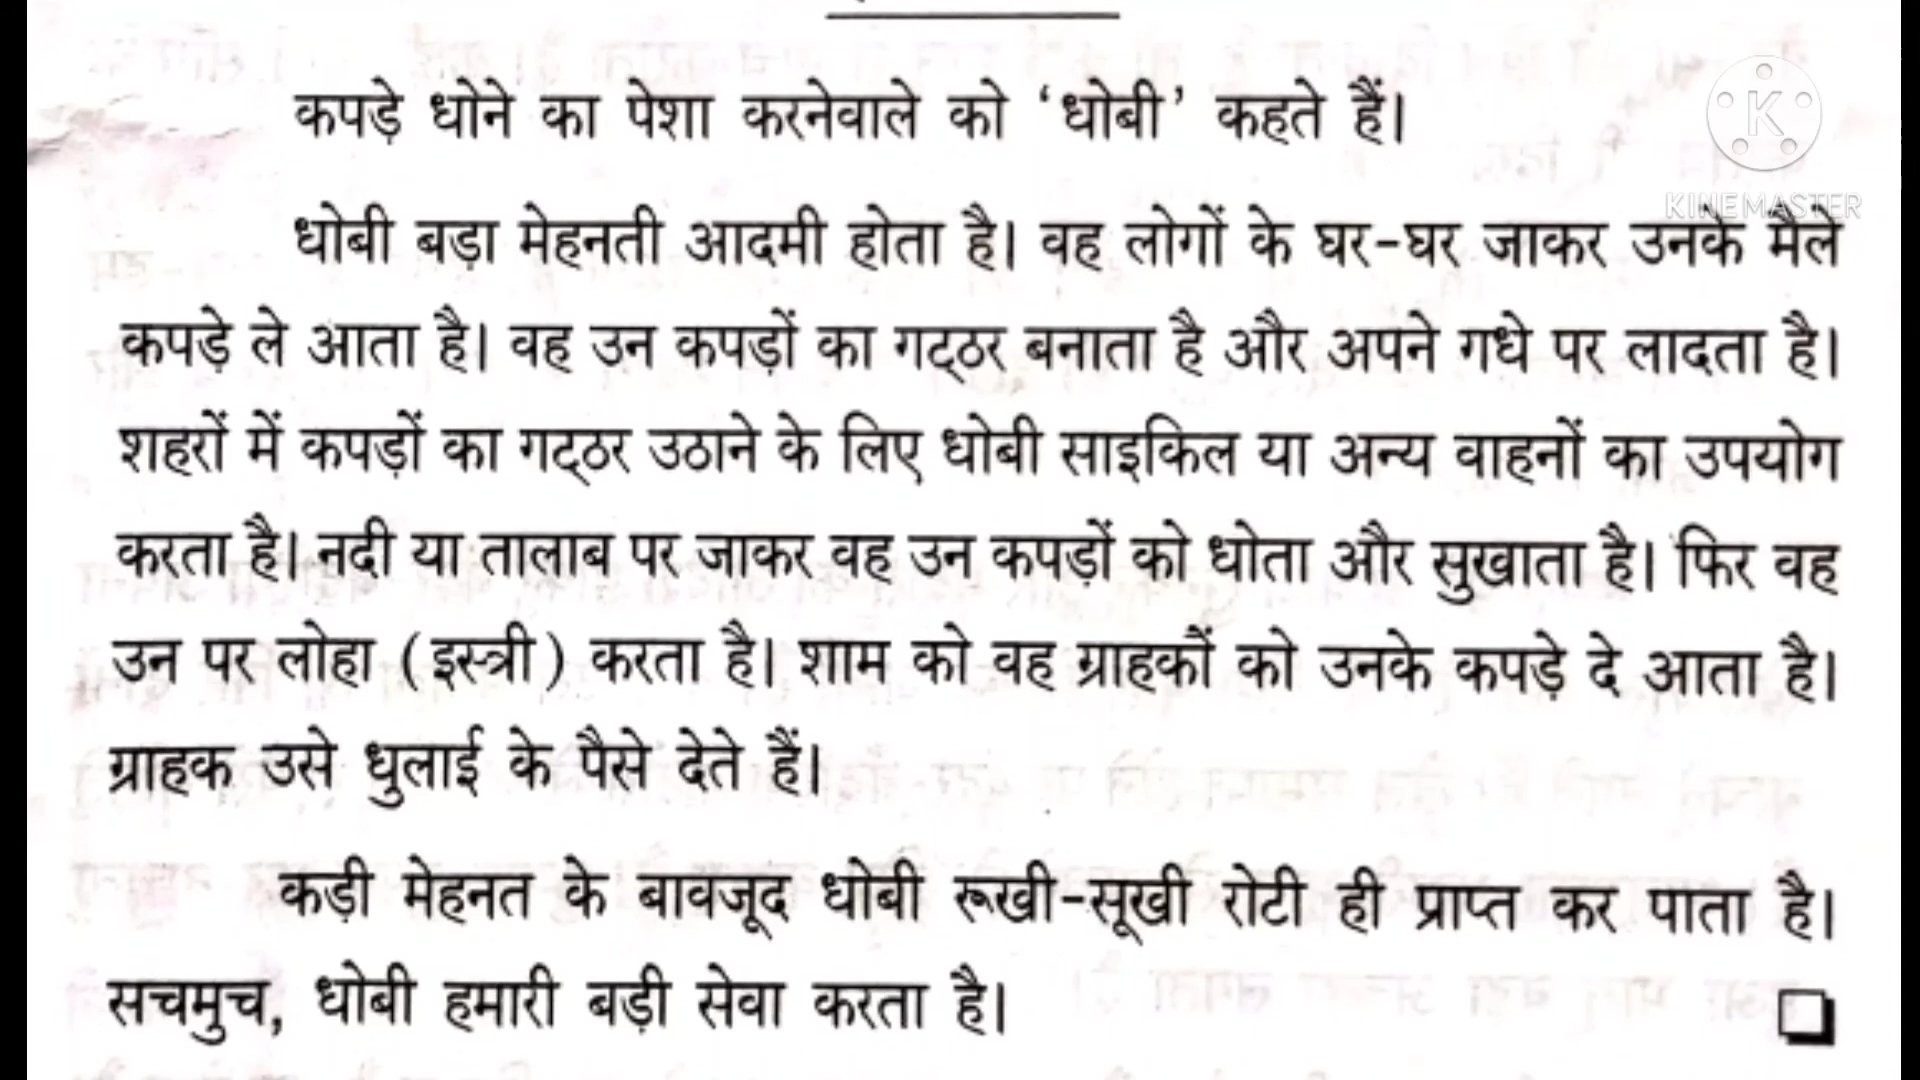 कपड़े धोने का पेशा करनेवाले को ‘धोबी’ कहते हैं।
K
KINEMASTER
धोबी बड़ा मेहनती आदमी होता है। वह लोगों के घर-घर जाकर उनके मैले
कपड़े ले आता है। वह उन कपड़ों का गट्ठर बनाता है और अपने गधे पर लादता है।
शहरों में कपड़ों का गट्ठर उठाने के लिए धोबी साइकिल या अन्य वाहनों का उपयोग
करता है। नदी या तालाब पर जाकर वह उन कपड़ों को धोता और सुखाता है। फिर वह
उन पर लोहा (इस्त्री) करता है। शाम को वह ग्राहकों को उनके कपड़े दे आता है।
ग्राहक उसे धुलाई के पैसे देते हैं।
कड़ी मेहनत के बावजूद धोबी रूखी-सूखी रोटी ही प्राप्त कर पाता है।
सचमुच, धोबी हमारी बड़ी सेवा करता है।